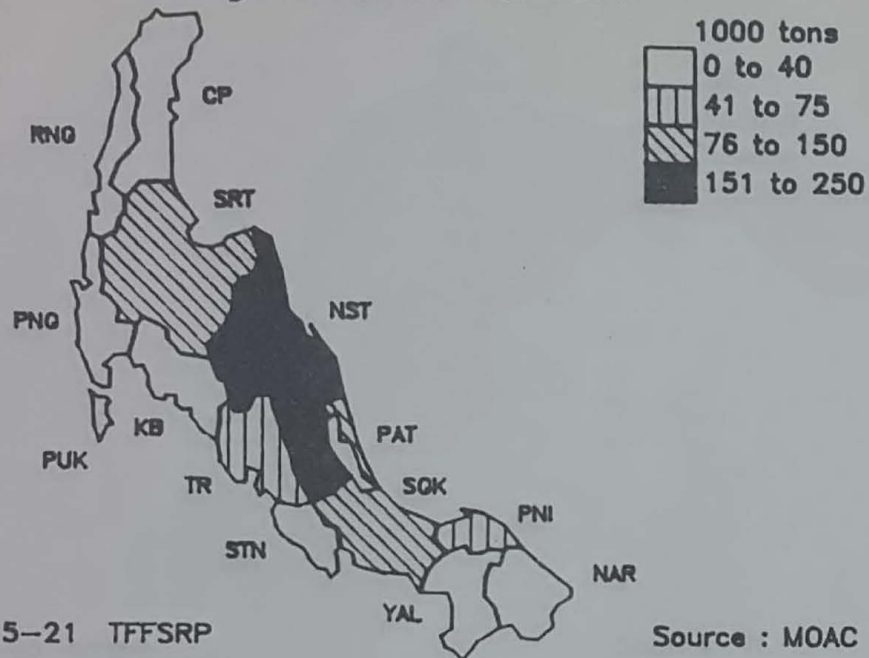 1000 tons
0 to 40
41 to 75
76 to 150
151 to 250
CP
RNG
SRT
PNG
NST
KB
PAT
PUK
TR
SGK
PNI
STN
NAR
YAL
5-21 TFFSRP
Source : MOAC